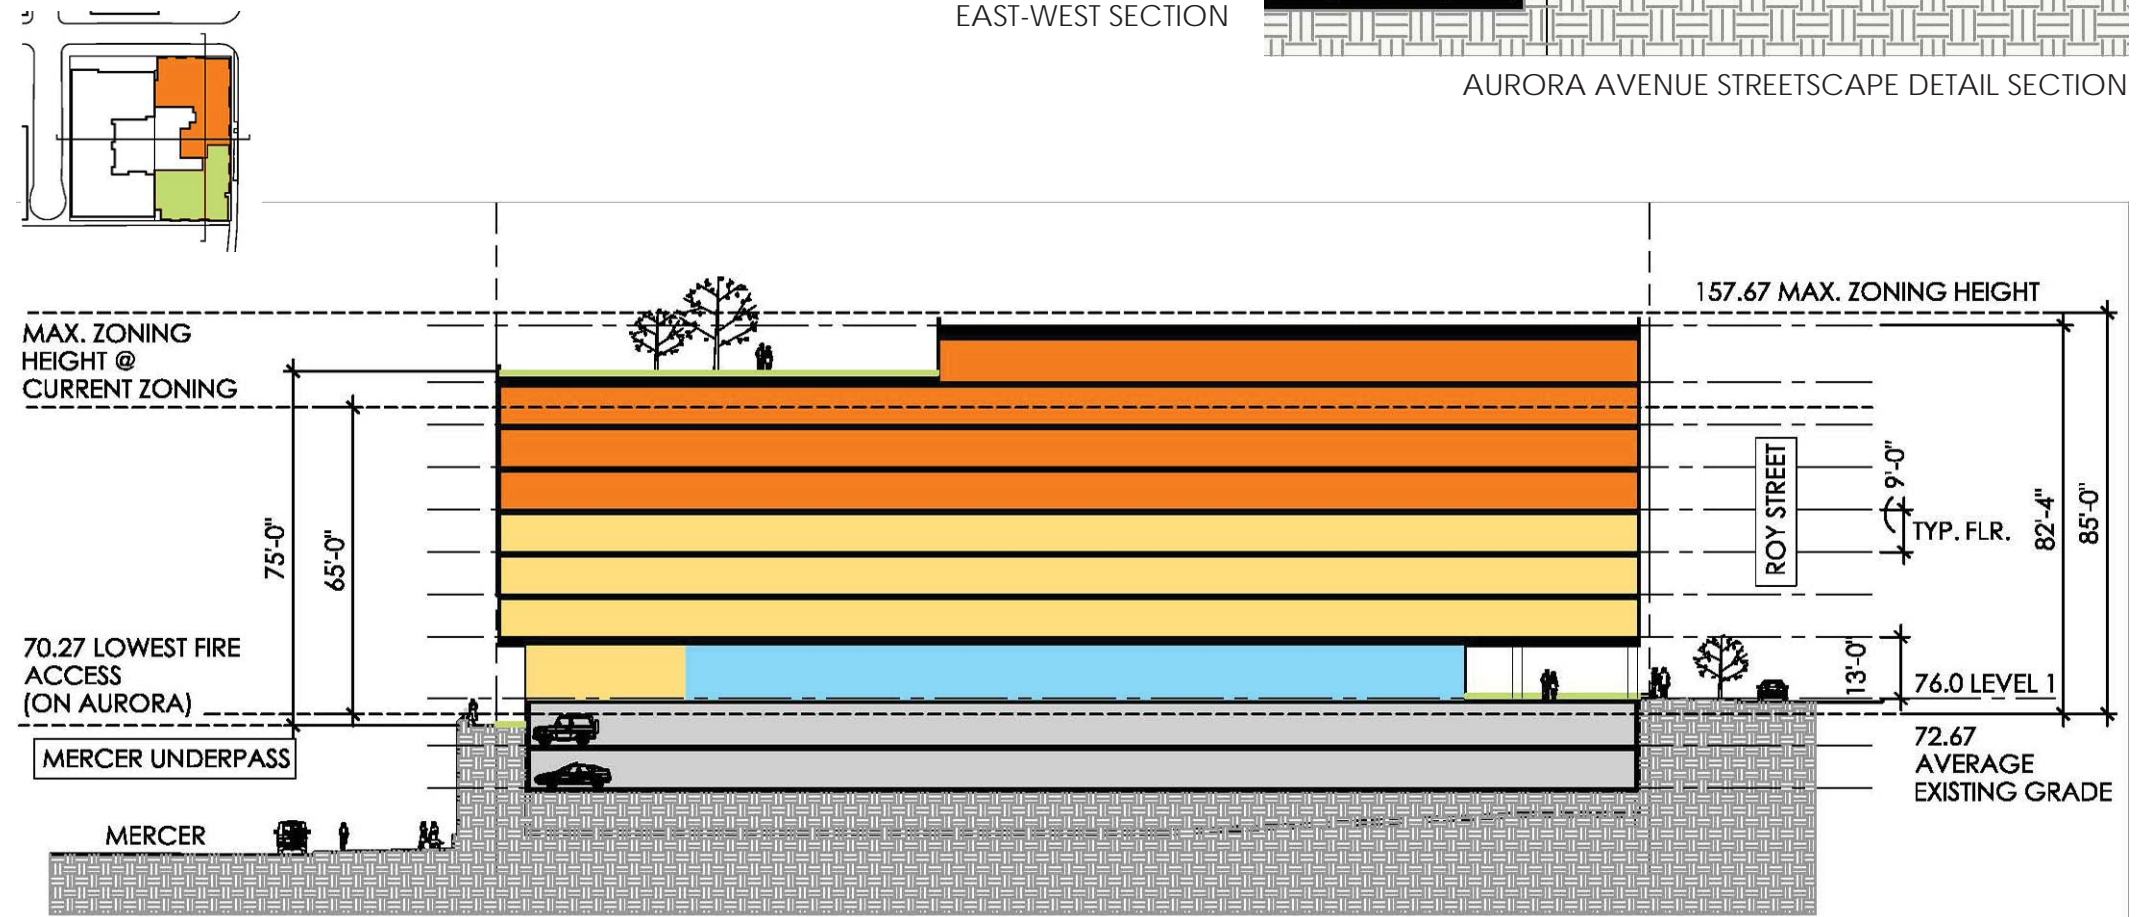 EAST-WEST SECTION
AURORA AVENUE STREETSCAPE DETAIL SECTION
157.67 MAX. ZONING HEIGHT
MAX. ZONING
HEIGHT @
CURRENT ZONING
75'-0"
65'-0"
ROY STREET
9'-0"
TYP. FLR.
82'-4"
85'-0"
70.27 LOWEST FIRE
ACCESS
(ON AURORA)
13'-0"
76.0 LEVEL 1
MERCER UNDERPASS
72.67
AVERAGE
EXISTING GRADE
MERCER